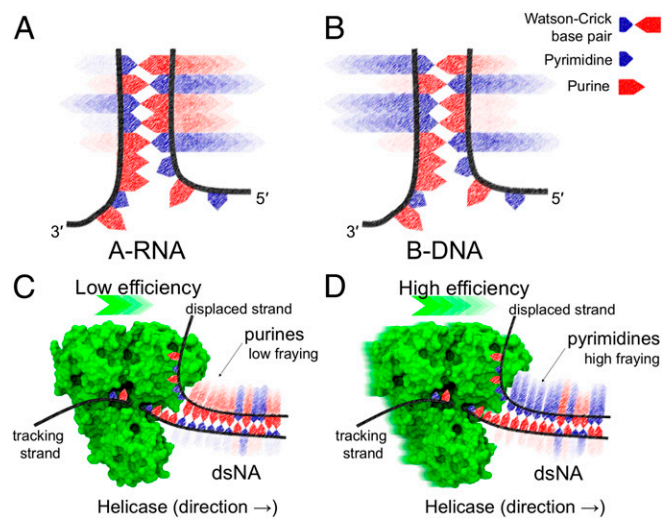 A
B
Watson-Crick
base pair
Pyrimidine
Purine
3′
5′
A-RNA
3′
5′
B-DNA
C
Low efficiency
displaced strand
purines
low fraying
tracking
strand
dsNA
Helicase (direction →)
D
High efficiency
displaced strand
pyrimidines
high fraying
tracking
strand
dsNA
Helicase (direction →)